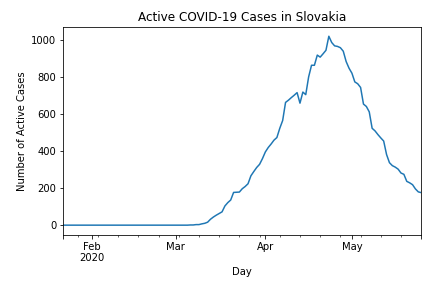 Active COVID-19 Cases in Slovakia
Number of Active Cases
1000
800
600
400
200
0
Feb
2020
Mar
Apr
May
Day